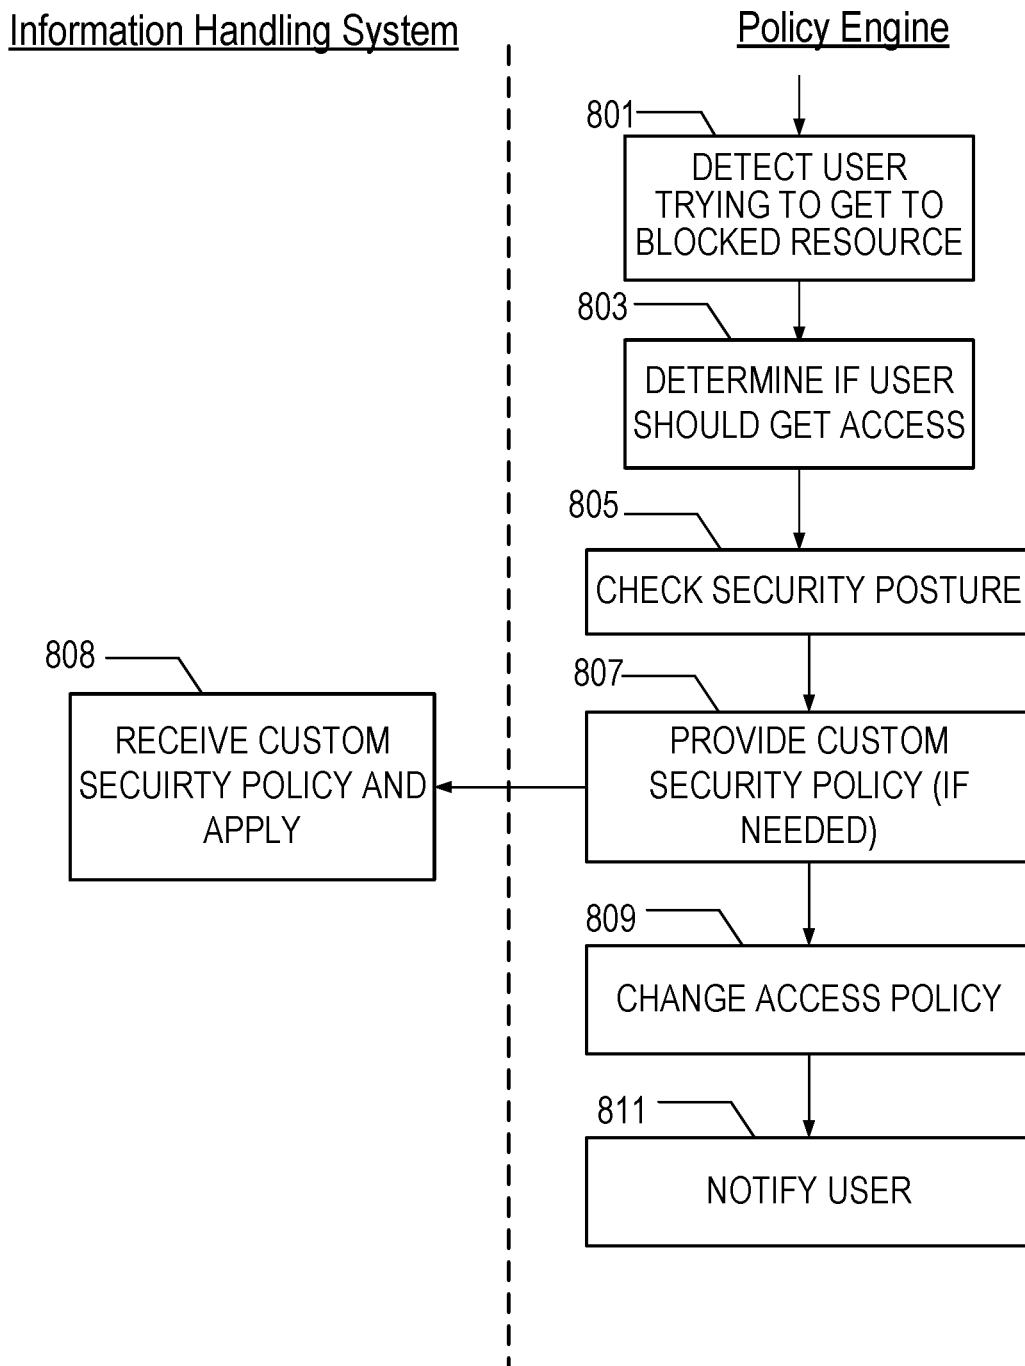 Information Handling System
Policy Engine
801
DETECT USER
TRYING TO GET TO
BLOCKED RESOURCE
803
DETERMINE IF USER
SHOULD GET ACCESS
805
CHECK SECURITY POSTURE
807
PROVIDE CUSTOM
SECURITY POLICY (IF
NEEDED)
808
RECEIVE CUSTOM
SECUIRTY POLICY AND
APPLY
809
CHANGE ACCESS POLICY
811
NOTIFY USER